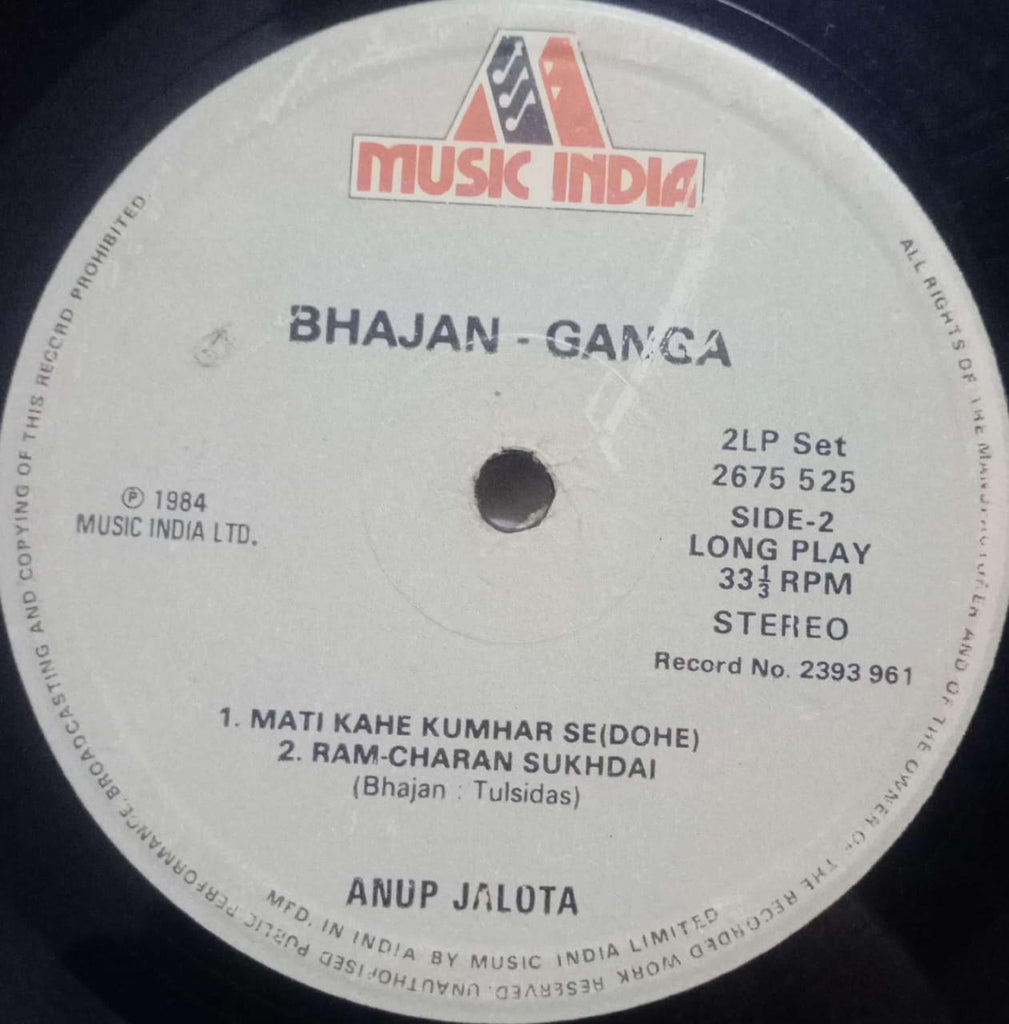 MUSIC INDIA
BHAJAN - GANGA
2LP Set
2675 525
SIDE-2
LONG PLAY
33⅓ RPM
STEREO
Record No. 2393 961
℗ 1984
MUSIC INDIA LTD.
1. MATI KAHE KUMHAR SE(DOHE)
2. RAM-CHARAN SUKHDAI
(Bhajan : Tulsidas)
ANUP JALOTA
MFD. IN INDIA BY MUSIC INDIA LIMITED
ALL RIGHTS OF THE MANUFACTURER AND OF THE OWNER OF THE RECORDED WORK RESERVED. UNAUTHORISED PUBLIC PERFORMANCE, BROADCASTING AND COPYING OF THIS RECORD PROHIBITED